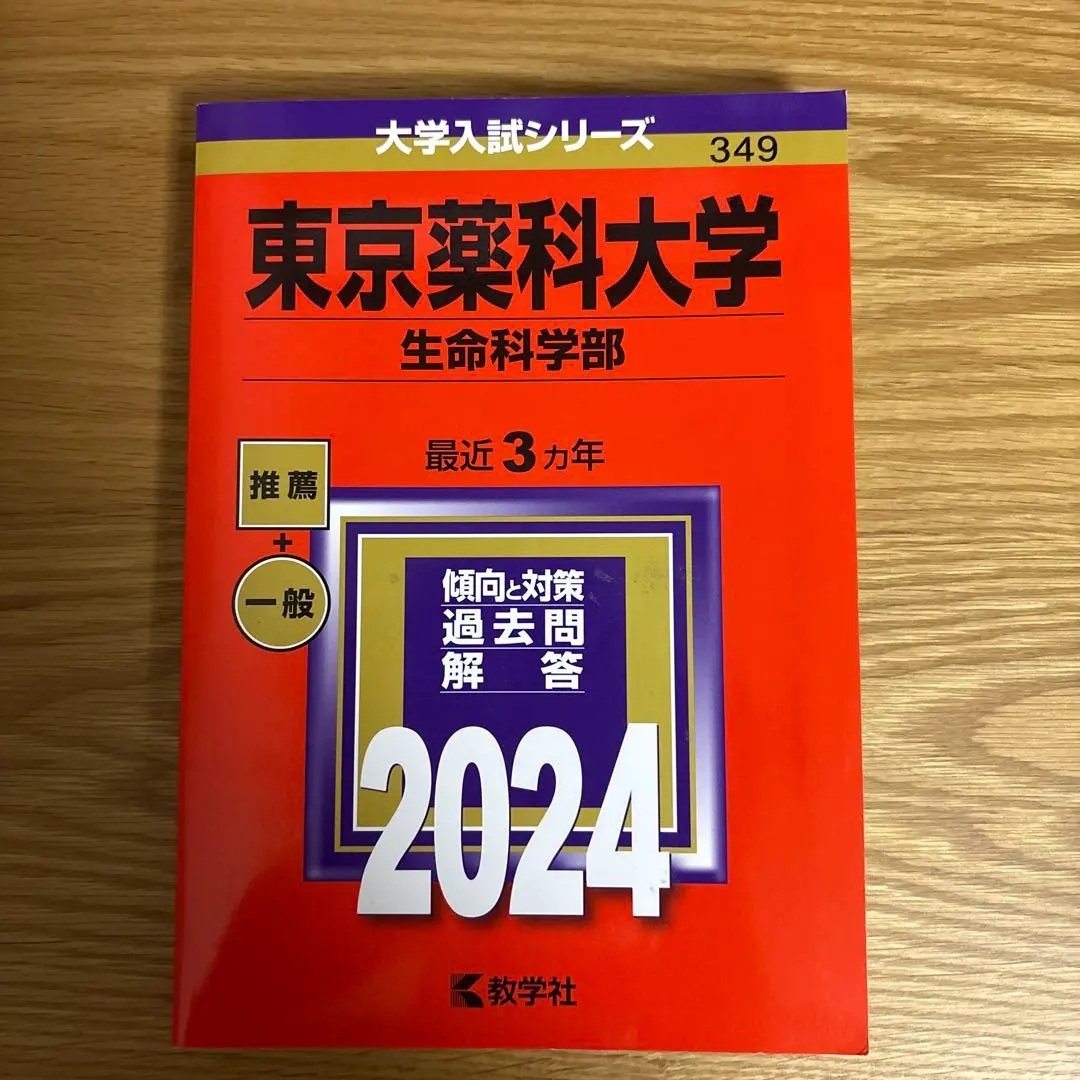 大学入試シリーズ
349
東京薬科大学
生命科学部
最近3カ年
推薦
+
一般
傾向と対策
過去問
解答
2024
教学社